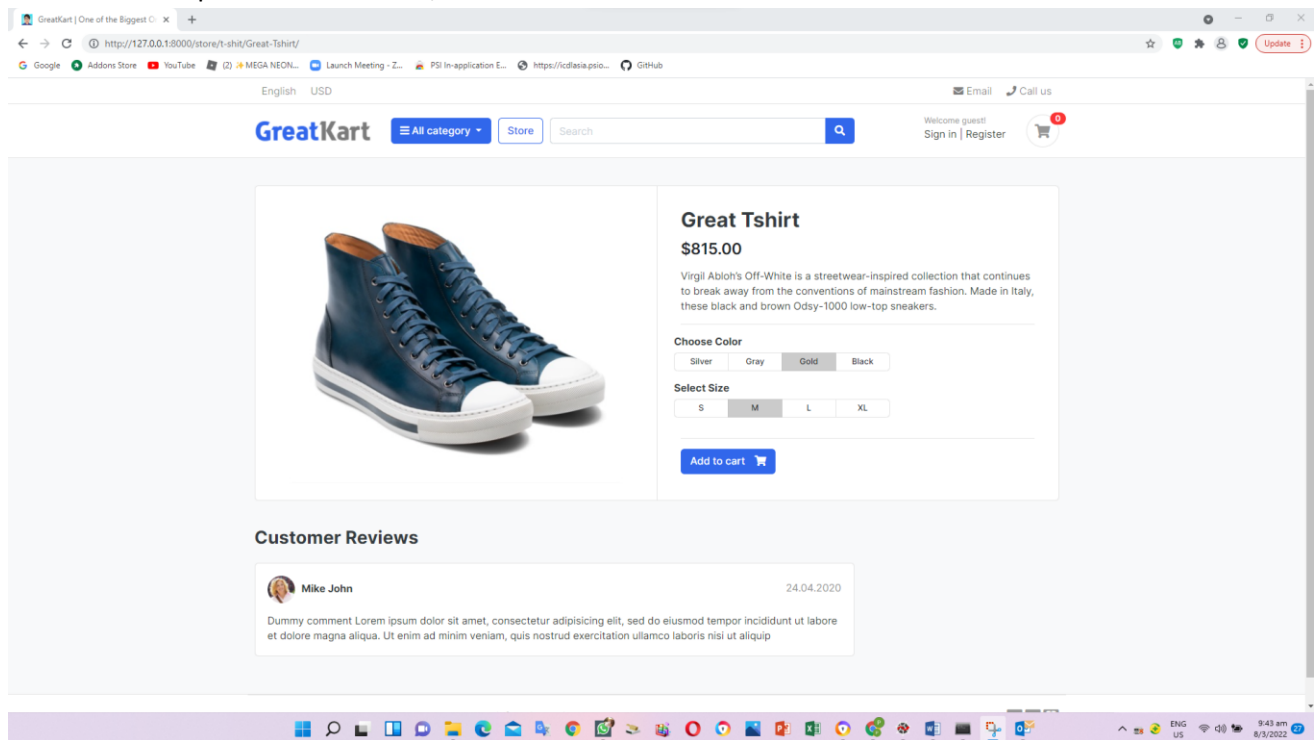 GreatKart | One of the Biggest
http://127.0.0.1:8000/store/t-shit/Great-Tshirt/
Update
Google Addons Store YouTube (2) MEGA NEON... Launch Meeting - Z... PSI In-application E... https://icdlasia.psio... GitHub
English USD Email Call us
GreatKart All category Store Search Welcome guest! Sign in | Register 0
Great Tshirt
$815.00
Virgil Abloh's Off-White is a streetwear-inspired collection that continues
to break away from the conventions of mainstream fashion. Made in Italy,
these black and brown Odsy-1000 low-top sneakers.
Choose Color
Silver Gray Gold Black
Select Size
S M L XL
Add to cart
Customer Reviews
Mike John 24.04.2020
Dummy comment Lorem ipsum dolor sit amet, consectetur adipisicing elit, sed do eiusmod tempor incididunt ut labore
et dolore magna aliqua. Ut enim ad minim veniam, quis nostrud exercitation ullamco laboris nisi ut aliquip
ENG 9:43 am
US 8/3/2022 27